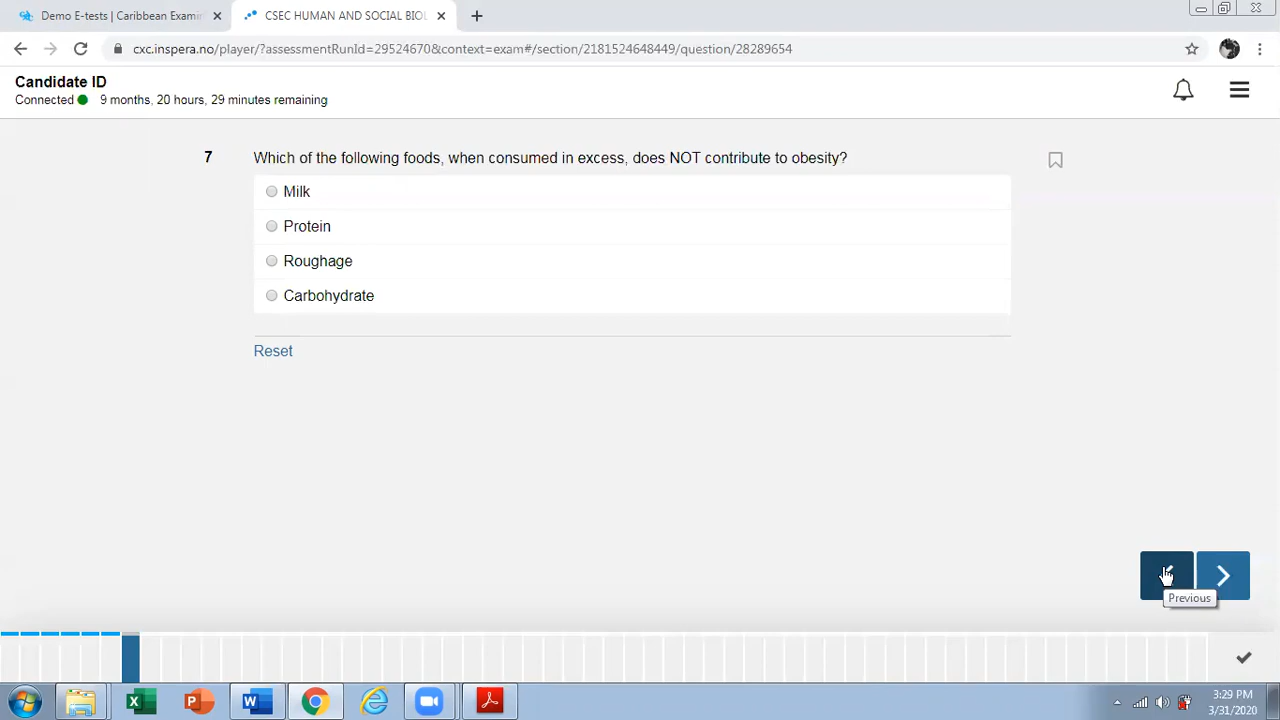 Demo E-tests | Caribbean Examin
CSEC HUMAN AND SOCIAL BIOL
cxc.inspera.no/player/?assessmentRunId=29524670&context=exam#/section/2181524648449/question/28289654
Candidate ID
Connected 9 months, 20 hours, 29 minutes remaining
7 Which of the following foods, when consumed in excess, does NOT contribute to obesity?
Milk
Protein
Roughage
Carbohydrate
Reset
Previous
3:29 PM
3/31/2020